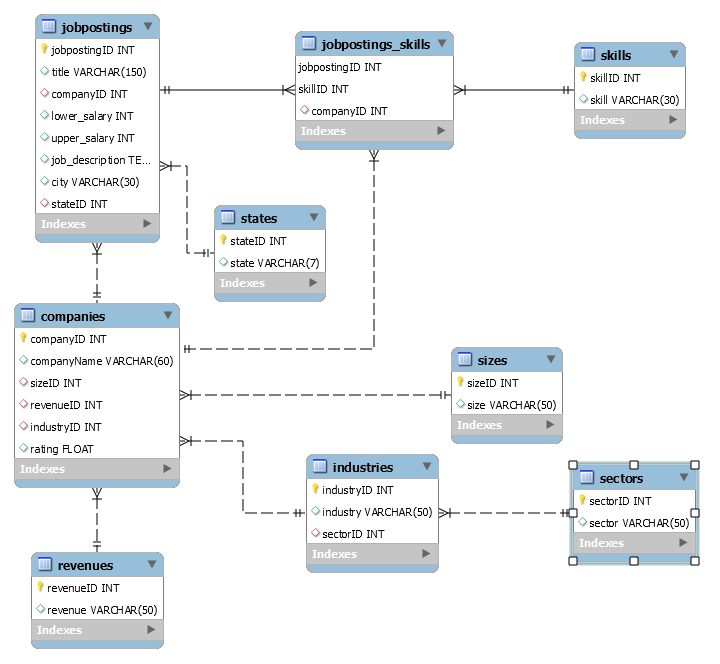 jobpostings
jobpostingID INT
title VARCHAR(150)
companyID INT
lower_salary INT
upper_salary INT
job_description TE...
city VARCHAR(30)
stateID INT
Indexes
jobpostings_skills
jobpostingID INT
skillID INT
companyID INT
Indexes
skills
skillID INT
skill VARCHAR(30)
Indexes
states
stateID INT
state VARCHAR(7)
Indexes
companies
companyID INT
companyName VARCHAR(60)
sizeID INT
revenueID INT
industryID INT
rating FLOAT
Indexes
sizes
sizeID INT
size VARCHAR(50)
Indexes
industries
industryID INT
industry VARCHAR(50)
sectorID INT
Indexes
sectors
sectorID INT
sector VARCHAR(50)
Indexes
revenues
revenueID INT
revenue VARCHAR(50)
Indexes